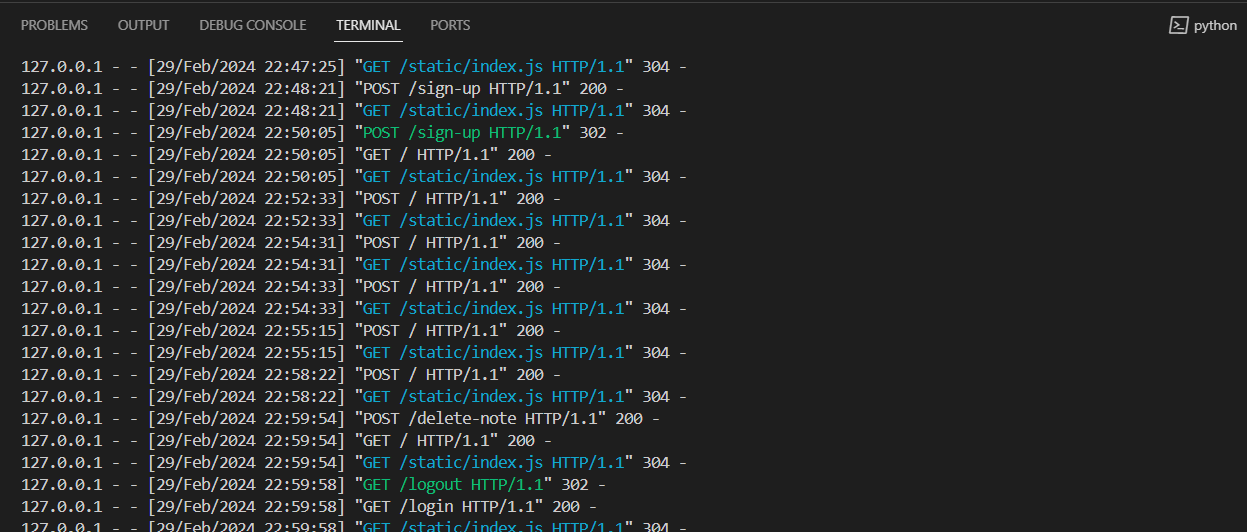 PROBLEMS OUTPUT DEBUG CONSOLE TERMINAL PORTS python
127.0.0.1 - - [29/Feb/2024 22:47:25] "GET /static/index.js HTTP/1.1" 304 -
127.0.0.1 - - [29/Feb/2024 22:48:21] "POST /sign-up HTTP/1.1" 200 -
127.0.0.1 - - [29/Feb/2024 22:48:21] "GET /static/index.js HTTP/1.1" 304 -
127.0.0.1 - - [29/Feb/2024 22:50:05] "POST /sign-up HTTP/1.1" 302 -
127.0.0.1 - - [29/Feb/2024 22:50:05] "GET / HTTP/1.1" 200 -
127.0.0.1 - - [29/Feb/2024 22:50:05] "GET /static/index.js HTTP/1.1" 304 -
127.0.0.1 - - [29/Feb/2024 22:52:33] "POST / HTTP/1.1" 200 -
127.0.0.1 - - [29/Feb/2024 22:52:33] "GET /static/index.js HTTP/1.1" 304 -
127.0.0.1 - - [29/Feb/2024 22:54:31] "POST / HTTP/1.1" 200 -
127.0.0.1 - - [29/Feb/2024 22:54:31] "GET /static/index.js HTTP/1.1" 304 -
127.0.0.1 - - [29/Feb/2024 22:54:33] "POST / HTTP/1.1" 200 -
127.0.0.1 - - [29/Feb/2024 22:54:33] "GET /static/index.js HTTP/1.1" 304 -
127.0.0.1 - - [29/Feb/2024 22:55:15] "POST / HTTP/1.1" 200 -
127.0.0.1 - - [29/Feb/2024 22:55:15] "GET /static/index.js HTTP/1.1" 304 -
127.0.0.1 - - [29/Feb/2024 22:58:22] "POST / HTTP/1.1" 200 -
127.0.0.1 - - [29/Feb/2024 22:58:22] "GET /static/index.js HTTP/1.1" 304 -
127.0.0.1 - - [29/Feb/2024 22:59:54] "POST /delete-note HTTP/1.1" 200 -
127.0.0.1 - - [29/Feb/2024 22:59:54] "GET / HTTP/1.1" 200 -
127.0.0.1 - - [29/Feb/2024 22:59:54] "GET /static/index.js HTTP/1.1" 304 -
127.0.0.1 - - [29/Feb/2024 22:59:58] "GET /logout HTTP/1.1" 302 -
127.0.0.1 - - [29/Feb/2024 22:59:58] "GET /login HTTP/1.1" 200 -
127.0.0.1 - - [29/Feb/2024 22:59:58] "GET /static/index.js HTTP/1.1" 304 -